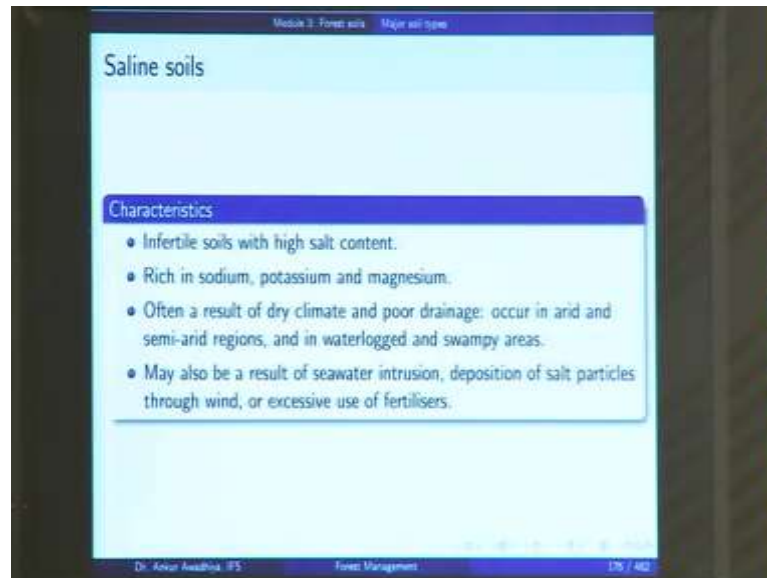 Module 3: Forest soils Major soil types
Saline soils
Characteristics
Infertile soils with high salt content.
Rich in sodium, potassium and magnesium.
Often a result of dry climate and poor drainage: occur in arid and
semi-arid regions, and in waterlogged and swampy areas.
May also be a result of seawater intrusion, deposition of salt particles
through wind, or excessive use of fertilisers.
Dr. Ankur Awadhiya, IFS Forest Management 176 / 482